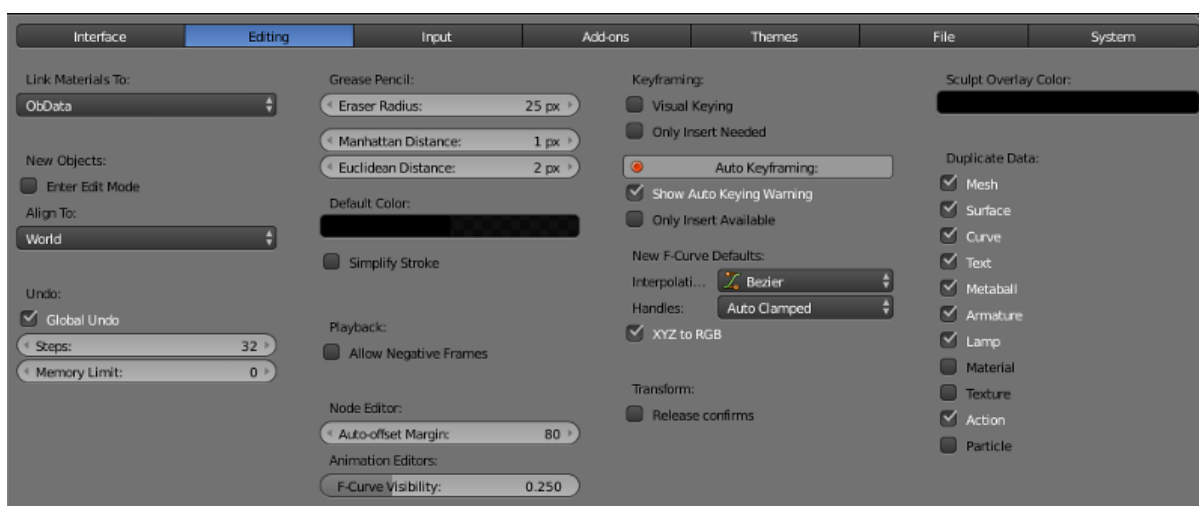 Interface Editing Input Add-ons Themes File System
Link Materials To:
ObData
New Objects:
Enter Edit Mode
Align To:
World
Undo:
Global Undo
Steps: 32
Memory Limit: 0
Grease Pencil:
Eraser Radius: 25 px
Manhattan Distance: 1 px
Euclidean Distance: 2 px
Default Color:
Simplify Stroke
Playback:
Allow Negative Frames
Node Editor:
Auto-offset Margin: 80
Animation Editors:
F-Curve Visibility: 0.250
Keyframing:
Visual Keying
Only Insert Needed
Auto Keyframing:
Show Auto Keying Warning
Only Insert Available
New F-Curve Defaults:
Interpolati... Bezier
Handles: Auto Clamped
XYZ to RGB
Transform:
Release confirms
Sculpt Overlay Color:
Duplicate Data:
Mesh
Surface
Curve
Text
Metaball
Armature
Lamp
Material
Texture
Action
Particle